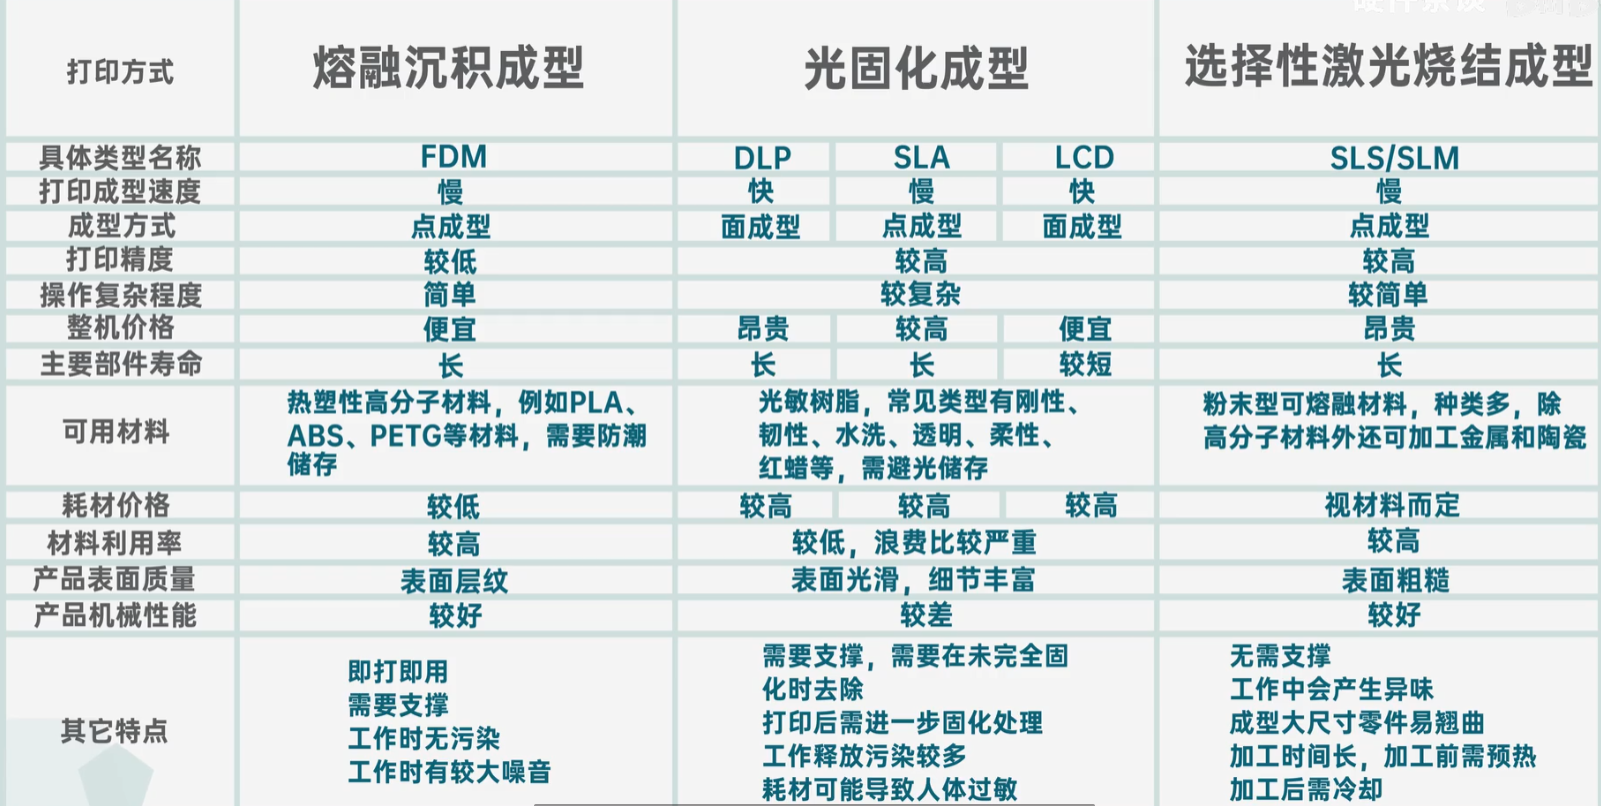 打印方式 熔融沉积成型 光固化成型 选择性激光烧结成型
具体类型名称 FDM DLP SLA LCD SLS/SLM
打印成型速度 慢 快 慢 快 慢
成型方式 点成型 面成型 点成型 面成型 点成型
打印精度 较低 较高 较高
操作复杂程度 简单 较复杂 较简单
整机价格 便宜 昂贵 较高 便宜 昂贵
主要部件寿命 长 长 长 较短 长
可用材料
热塑性高分子材料，例如PLA、
ABS、PETG等材料，需要防潮
储存
光敏树脂，常见类型有刚性、
韧性、水洗、透明、柔性、
红蜡等，需避光储存
粉末型可熔融材料，种类多，除
高分子材料外还可加工金属和陶瓷
耗材价格 较低 较高 较高 较高 视材料而定
材料利用率 较高 较低，浪费比较严重 较高
产品表面质量 表面层纹 表面光滑，细节丰富 表面粗糙
产品机械性能 较好 较差 较好
其它特点
即打即用
需要支撑
工作时无污染
工作时有较大噪音
需要支撑，需要在未完全固
化时去除
打印后需进一步固化处理
工作释放污染较多
耗材可能导致人体过敏
无需支撑
工作中会产生异味
成型大尺寸零件易翘曲
加工时间长，加工前需预热
加工后需冷却